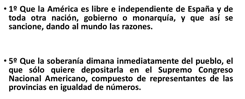 • 1º Que la América es libre e independiente de España y de
toda otra nación, gobierno o monarquía, y que así se
sancione, dando al mundo las razones.
• 5º Que la soberanía dimana inmediatamente del pueblo, el
que sólo quiere depositarla en el Supremo Congreso
Nacional Americano, compuesto de representantes de las
provincias en igualdad de números.